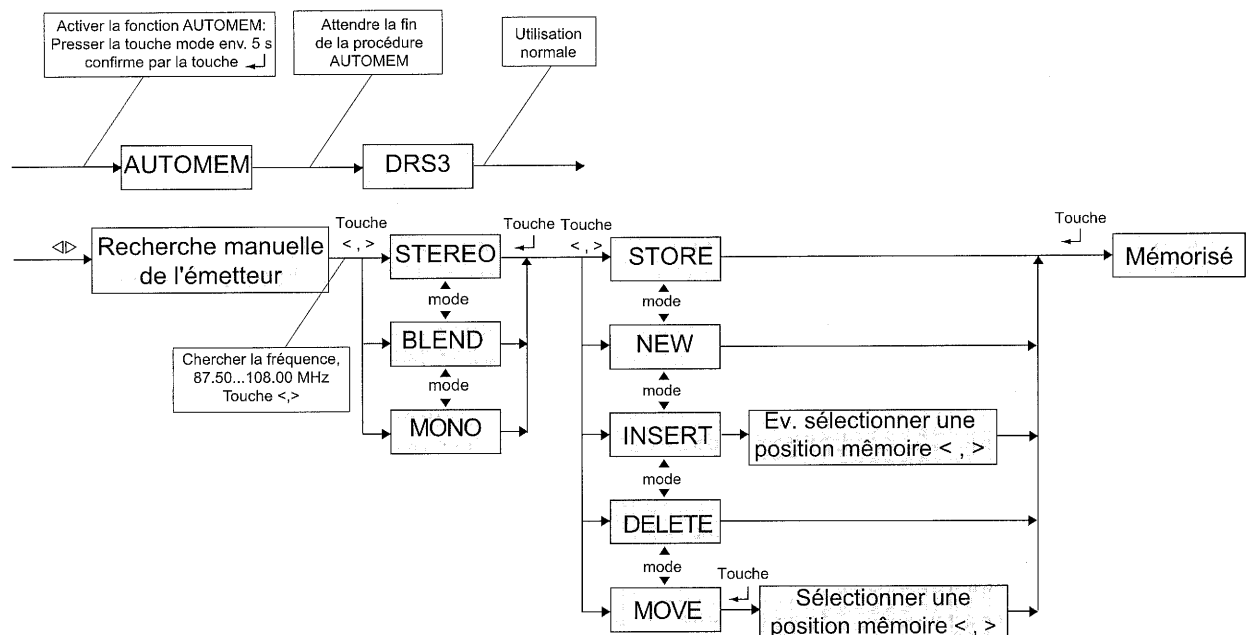 Activer la fonction AUTOMEM:
Presser la touche mode env. 5 s
confirme par la touche
Attendre la fin
de la procédure
AUTOMEM
Utilisation
normale
AUTOMEM
DRS3
Recherche manuelle
de l'émetteur
Touche
< , >
STEREO
Touche
Touche
< , >
STORE
Touche
Mémorisé
mode
mode
BLEND
NEW
Chercher la fréquence,
87.50...108.00 MHz
Touche <,>
mode
mode
MONO
INSERT
Ev. sélectionner une
position mêmoire < , >
mode
DELETE
mode
Touche
MOVE
Sélectionner une
position mêmoire < , >